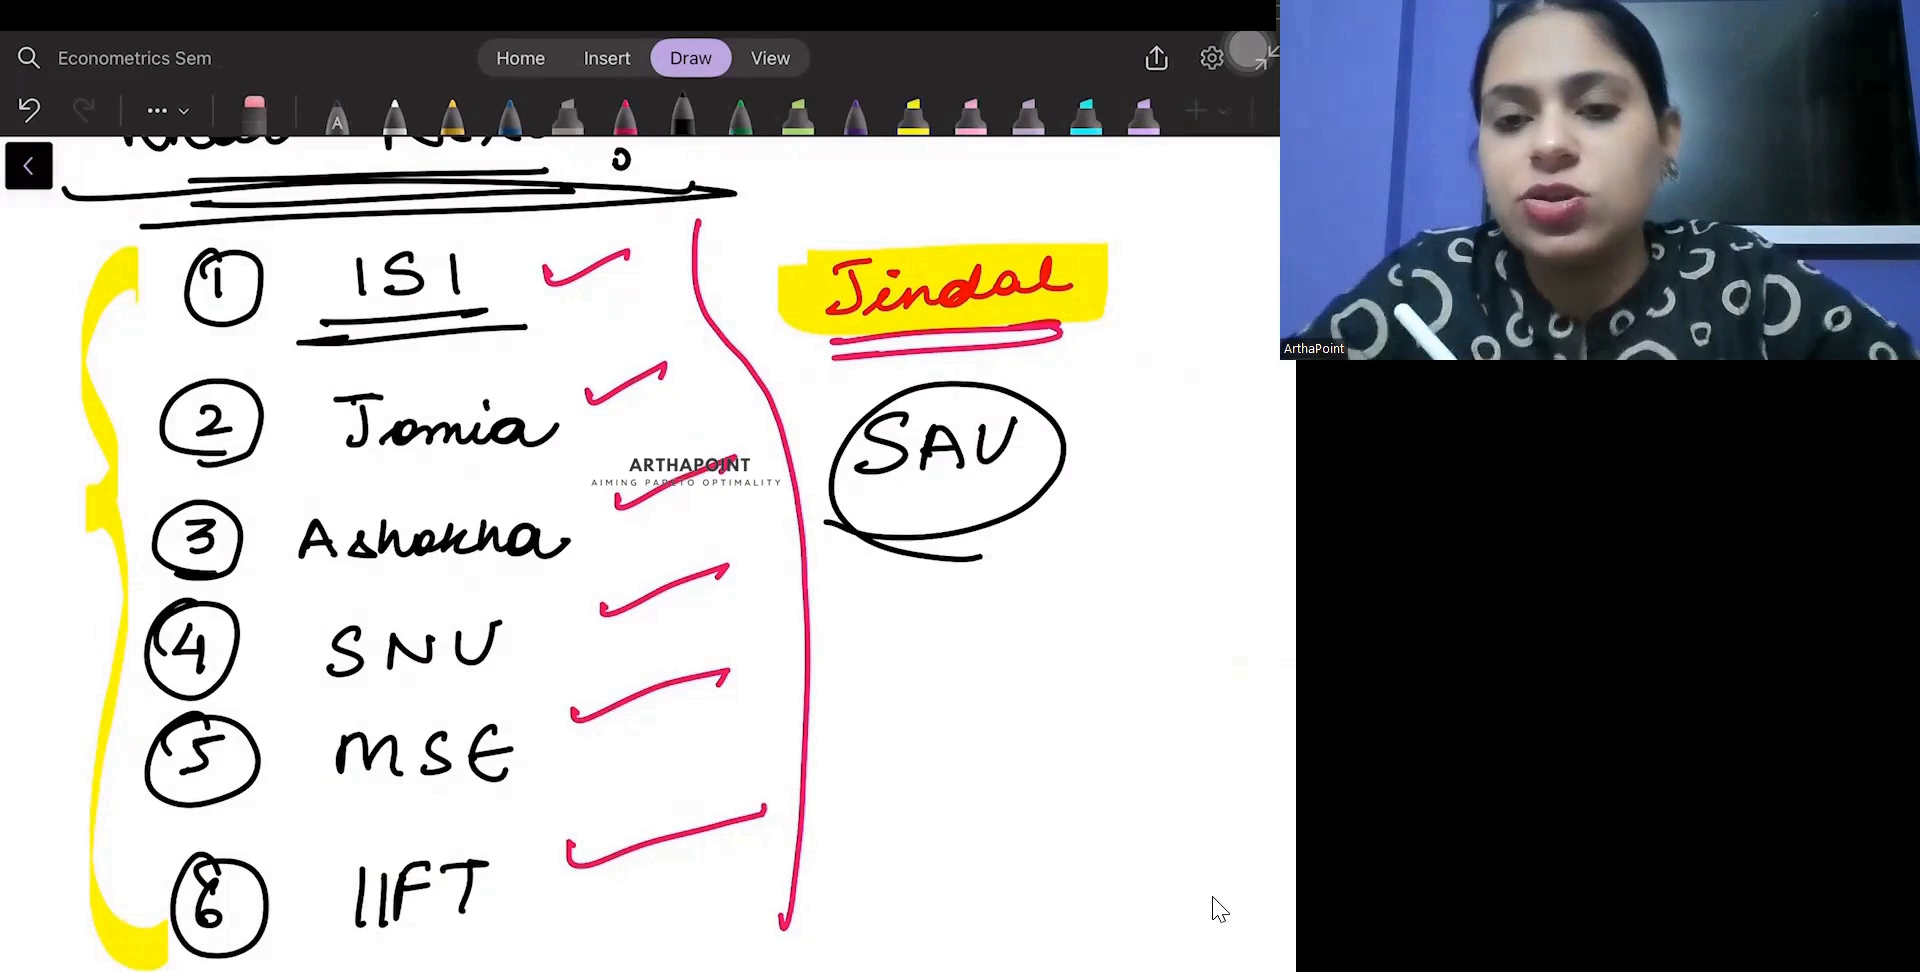 Econometrics Sem
Home Insert Draw View
A
1 ISI
2 Jamia
3 Ashokha
4 SNU
5 MSE
6 IIFT
Jindal
SAU
ARTHAPOINT
AIMING PARETO OPTIMALITY
ArthaPoint